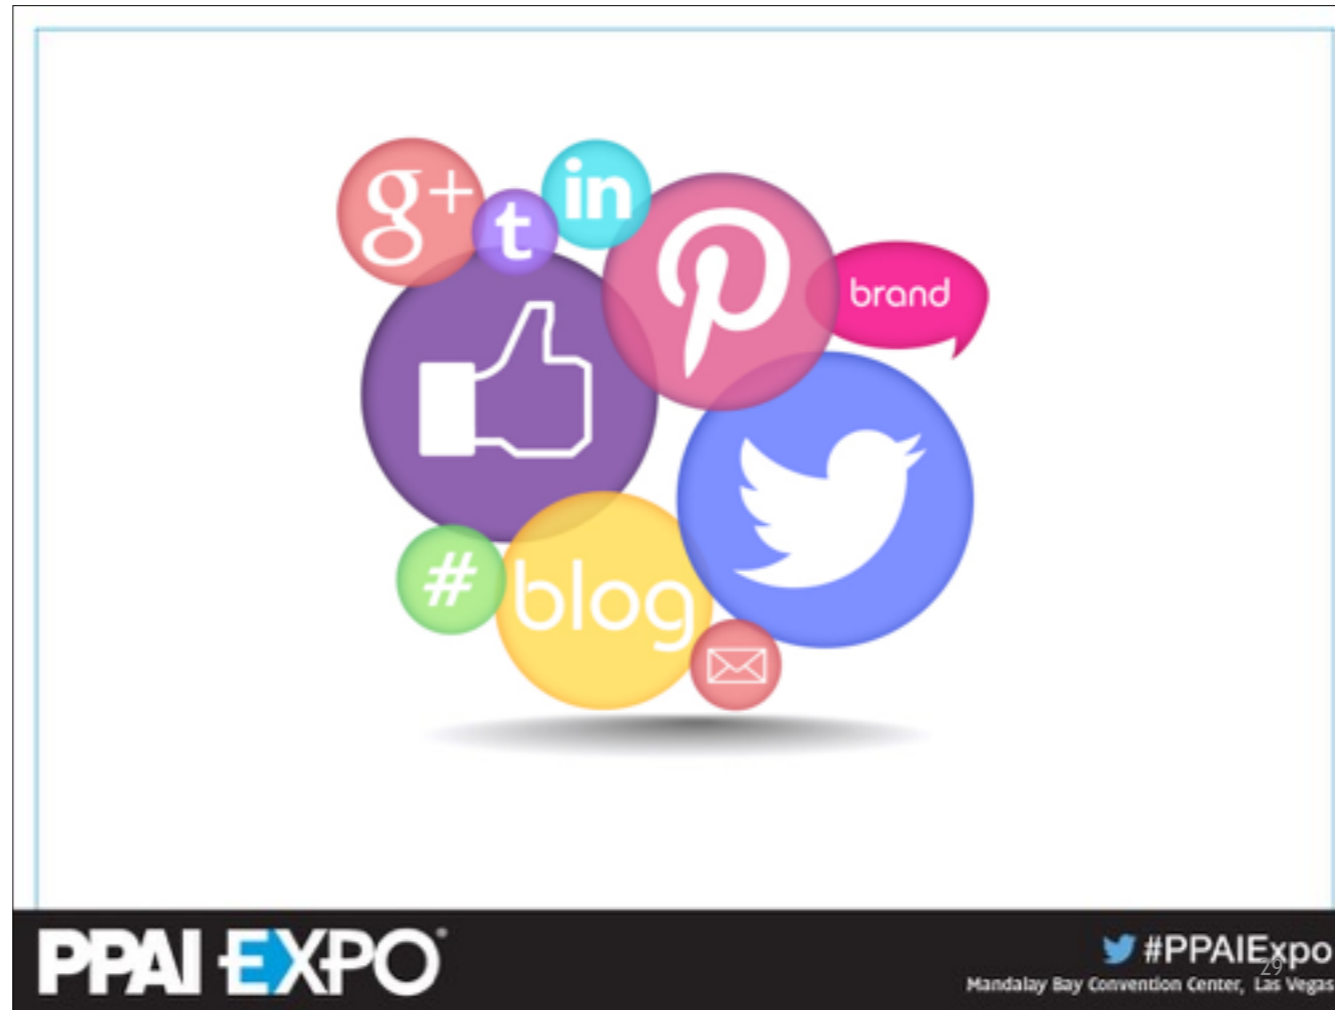 g+
t
in
brand
#
blog
PPAI EXPO®
#PPAIExpo
29
Mandalay Bay Convention Center, Las Vegas